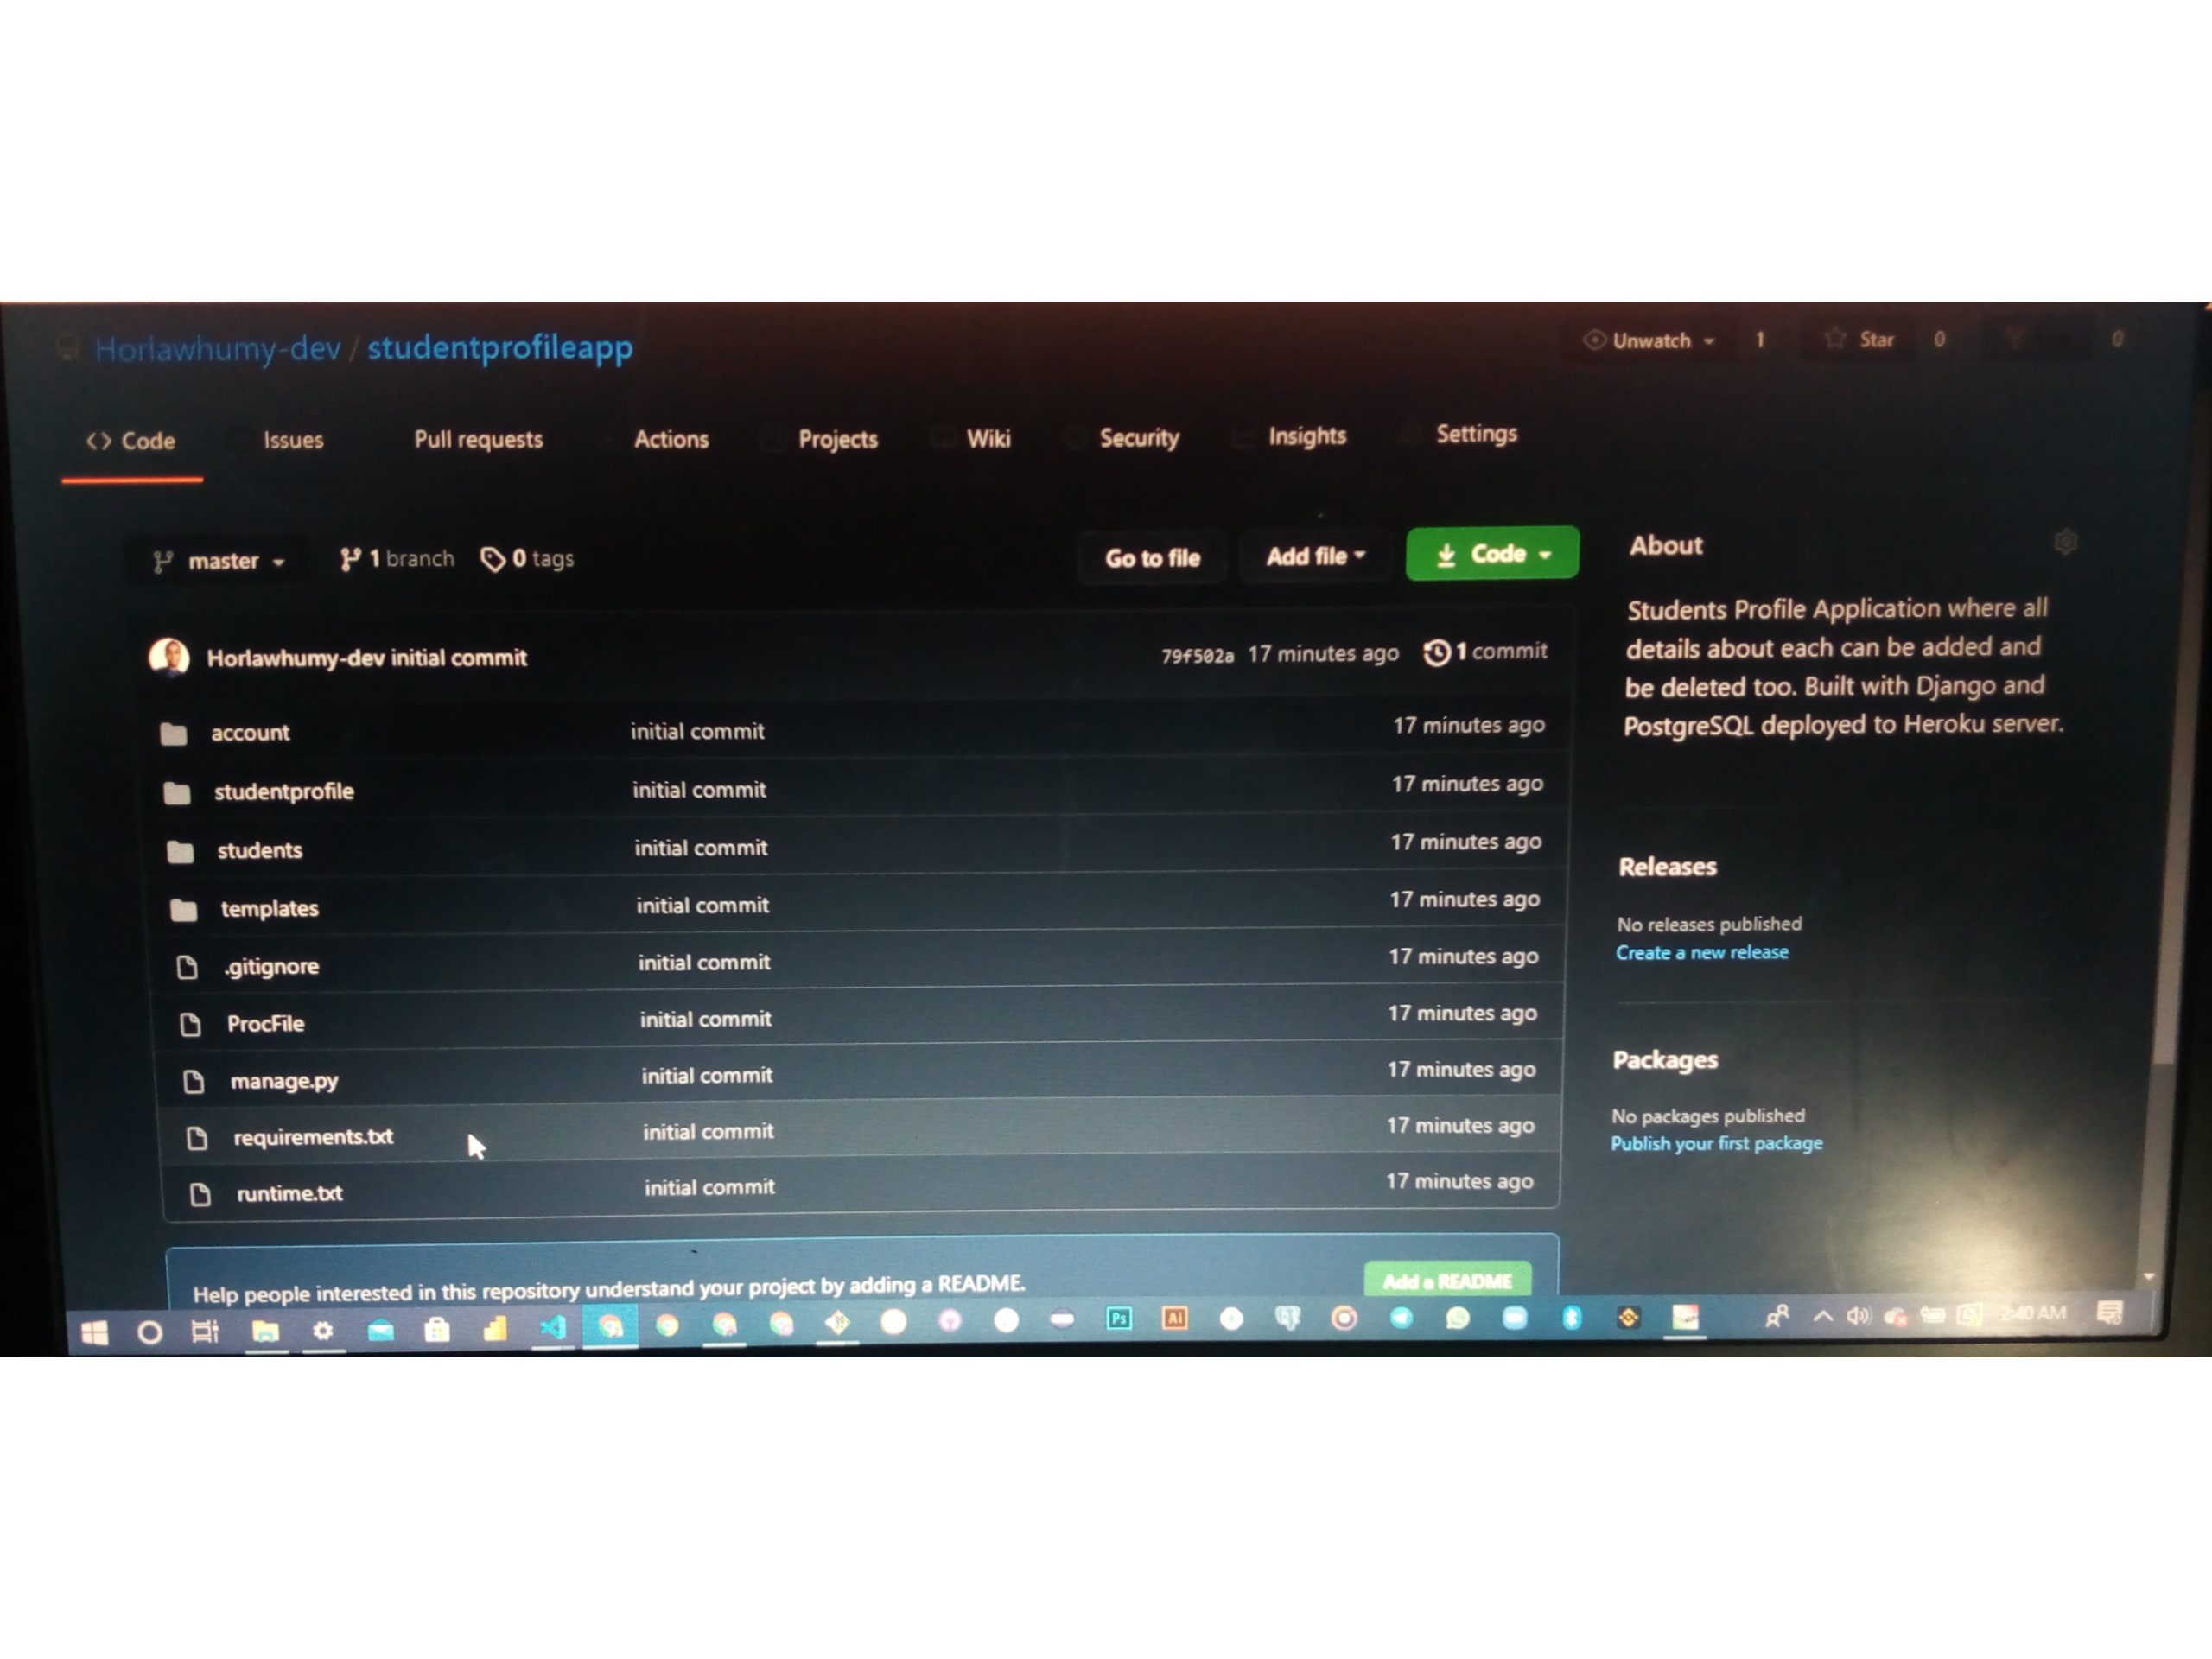 Horlawhumy-dev / studentprofileapp
Unwatch 1 Star 0 0
<> Code Issues Pull requests Actions Projects Wiki Security Insights Settings
master 1 branch 0 tags Go to file Add file Code
Horlawhumy-dev initial commit 79f502a 17 minutes ago 1 commit
account initial commit 17 minutes ago
studentprofile initial commit 17 minutes ago
students initial commit 17 minutes ago
templates initial commit 17 minutes ago
.gitignore initial commit 17 minutes ago
ProcFile initial commit 17 minutes ago
manage.py initial commit 17 minutes ago
requirements.txt initial commit 17 minutes ago
runtime.txt initial commit 17 minutes ago
Help people interested in this repository understand your project by adding a README. Add a README
About
Students Profile Application where all
details about each can be added and
be deleted too. Built with Django and
PostgreSQL deployed to Heroku server.
Releases
No releases published
Create a new release
Packages
No packages published
Publish your first package
Ps Ai 2:40 AM